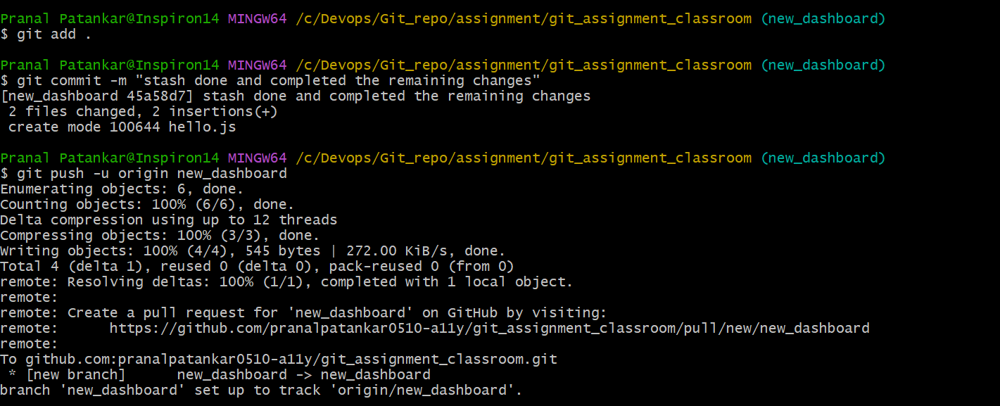 Pranal Patankar@Inspiron14 MINGW64 /c/Devops/Git_repo/assignment/git_assignment_classroom (new_dashboard)
$ git add .
Pranal Patankar@Inspiron14 MINGW64 /c/Devops/Git_repo/assignment/git_assignment_classroom (new_dashboard)
$ git commit -m "stash done and completed the remaining changes"
[new_dashboard 45a58d7] stash done and completed the remaining changes
 2 files changed, 2 insertions(+)
 create mode 100644 hello.js
Pranal Patankar@Inspiron14 MINGW64 /c/Devops/Git_repo/assignment/git_assignment_classroom (new_dashboard)
$ git push -u origin new_dashboard
Enumerating objects: 6, done.
Counting objects: 100% (6/6), done.
Delta compression using up to 12 threads
Compressing objects: 100% (3/3), done.
Writing objects: 100% (4/4), 545 bytes | 272.00 KiB/s, done.
Total 4 (delta 1), reused 0 (delta 0), pack-reused 0 (from 0)
remote: Resolving deltas: 100% (1/1), completed with 1 local object.
remote:
remote: Create a pull request for 'new_dashboard' on GitHub by visiting:
remote:      https://github.com/pranalpatankar0510-a11y/git_assignment_classroom/pull/new/new_dashboard
remote:
To github.com:pranalpatankar0510-a11y/git_assignment_classroom.git
 * [new branch]      new_dashboard -> new_dashboard
branch 'new_dashboard' set up to track 'origin/new_dashboard'.